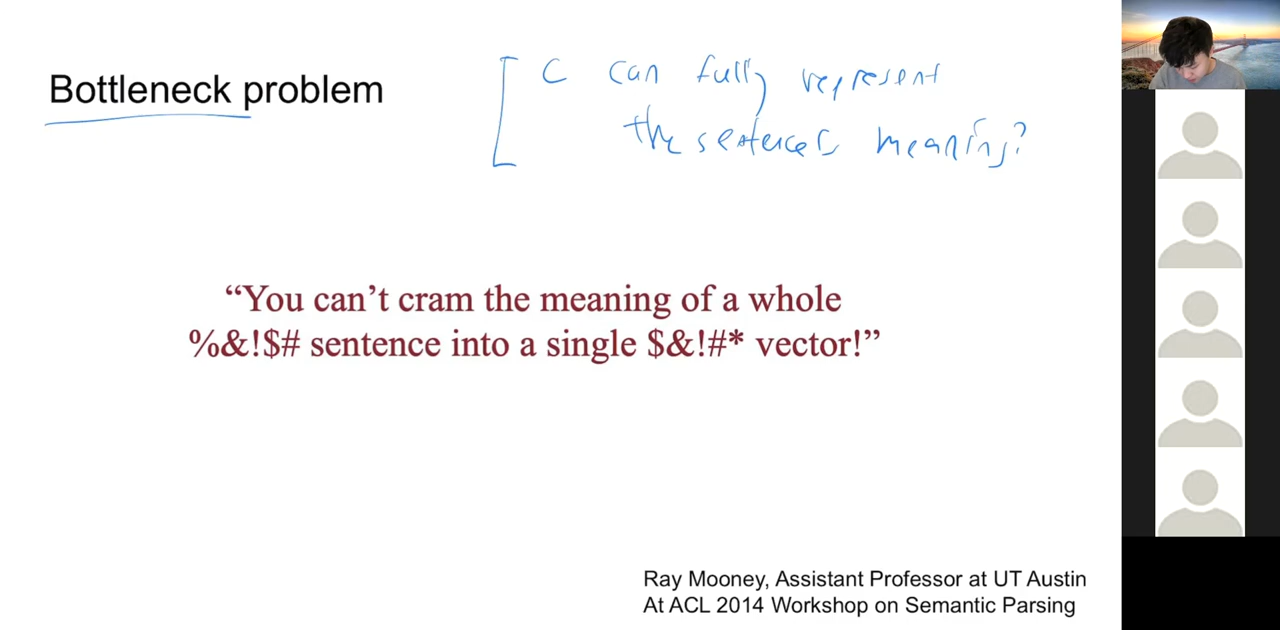 Bottleneck problem
C can fully represent
the sentence's meaning?
“You can’t cram the meaning of a whole
%&!$# sentence into a single $&!#* vector!”
Ray Mooney, Assistant Professor at UT Austin
At ACL 2014 Workshop on Semantic Parsing